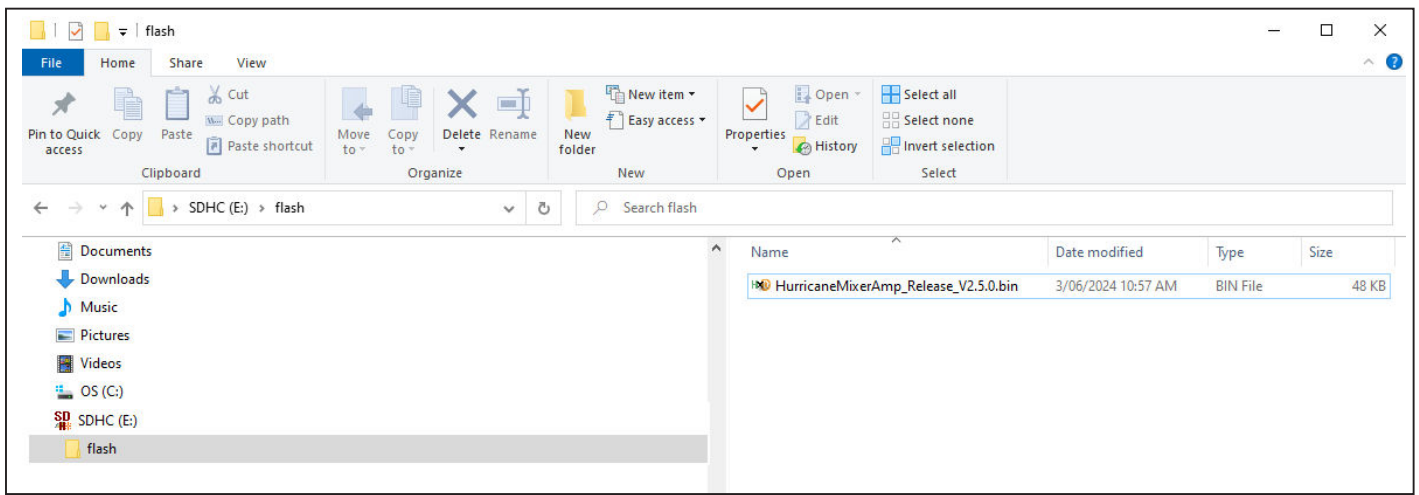 flash
File Home Share View
Pin to Quick access
Copy
Paste
Cut
Copy path
Paste shortcut
Clipboard
Move to
Copy to
Delete
Rename
Organize
New folder
New item
Easy access
New
Properties
Open
Edit
History
Open
Select all
Select none
Invert selection
Select
SDHC (E:) > flash
Search flash
Documents
Downloads
Music
Pictures
Videos
OS (C:)
SDHC (E:)
flash
Name Date modified Type Size
HurricaneMixerAmp_Release_V2.5.0.bin 3/06/2024 10:57 AM BIN File 48 KB